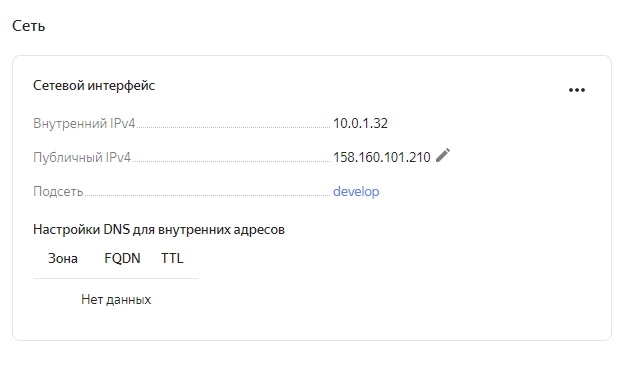 Сеть
Сетевой интерфейс
Внутренний IPv4 10.0.1.32
Публичный IPv4 158.160.101.210
Подсеть develop
Настройки DNS для внутренних адресов
Зона FQDN TTL
Нет данных